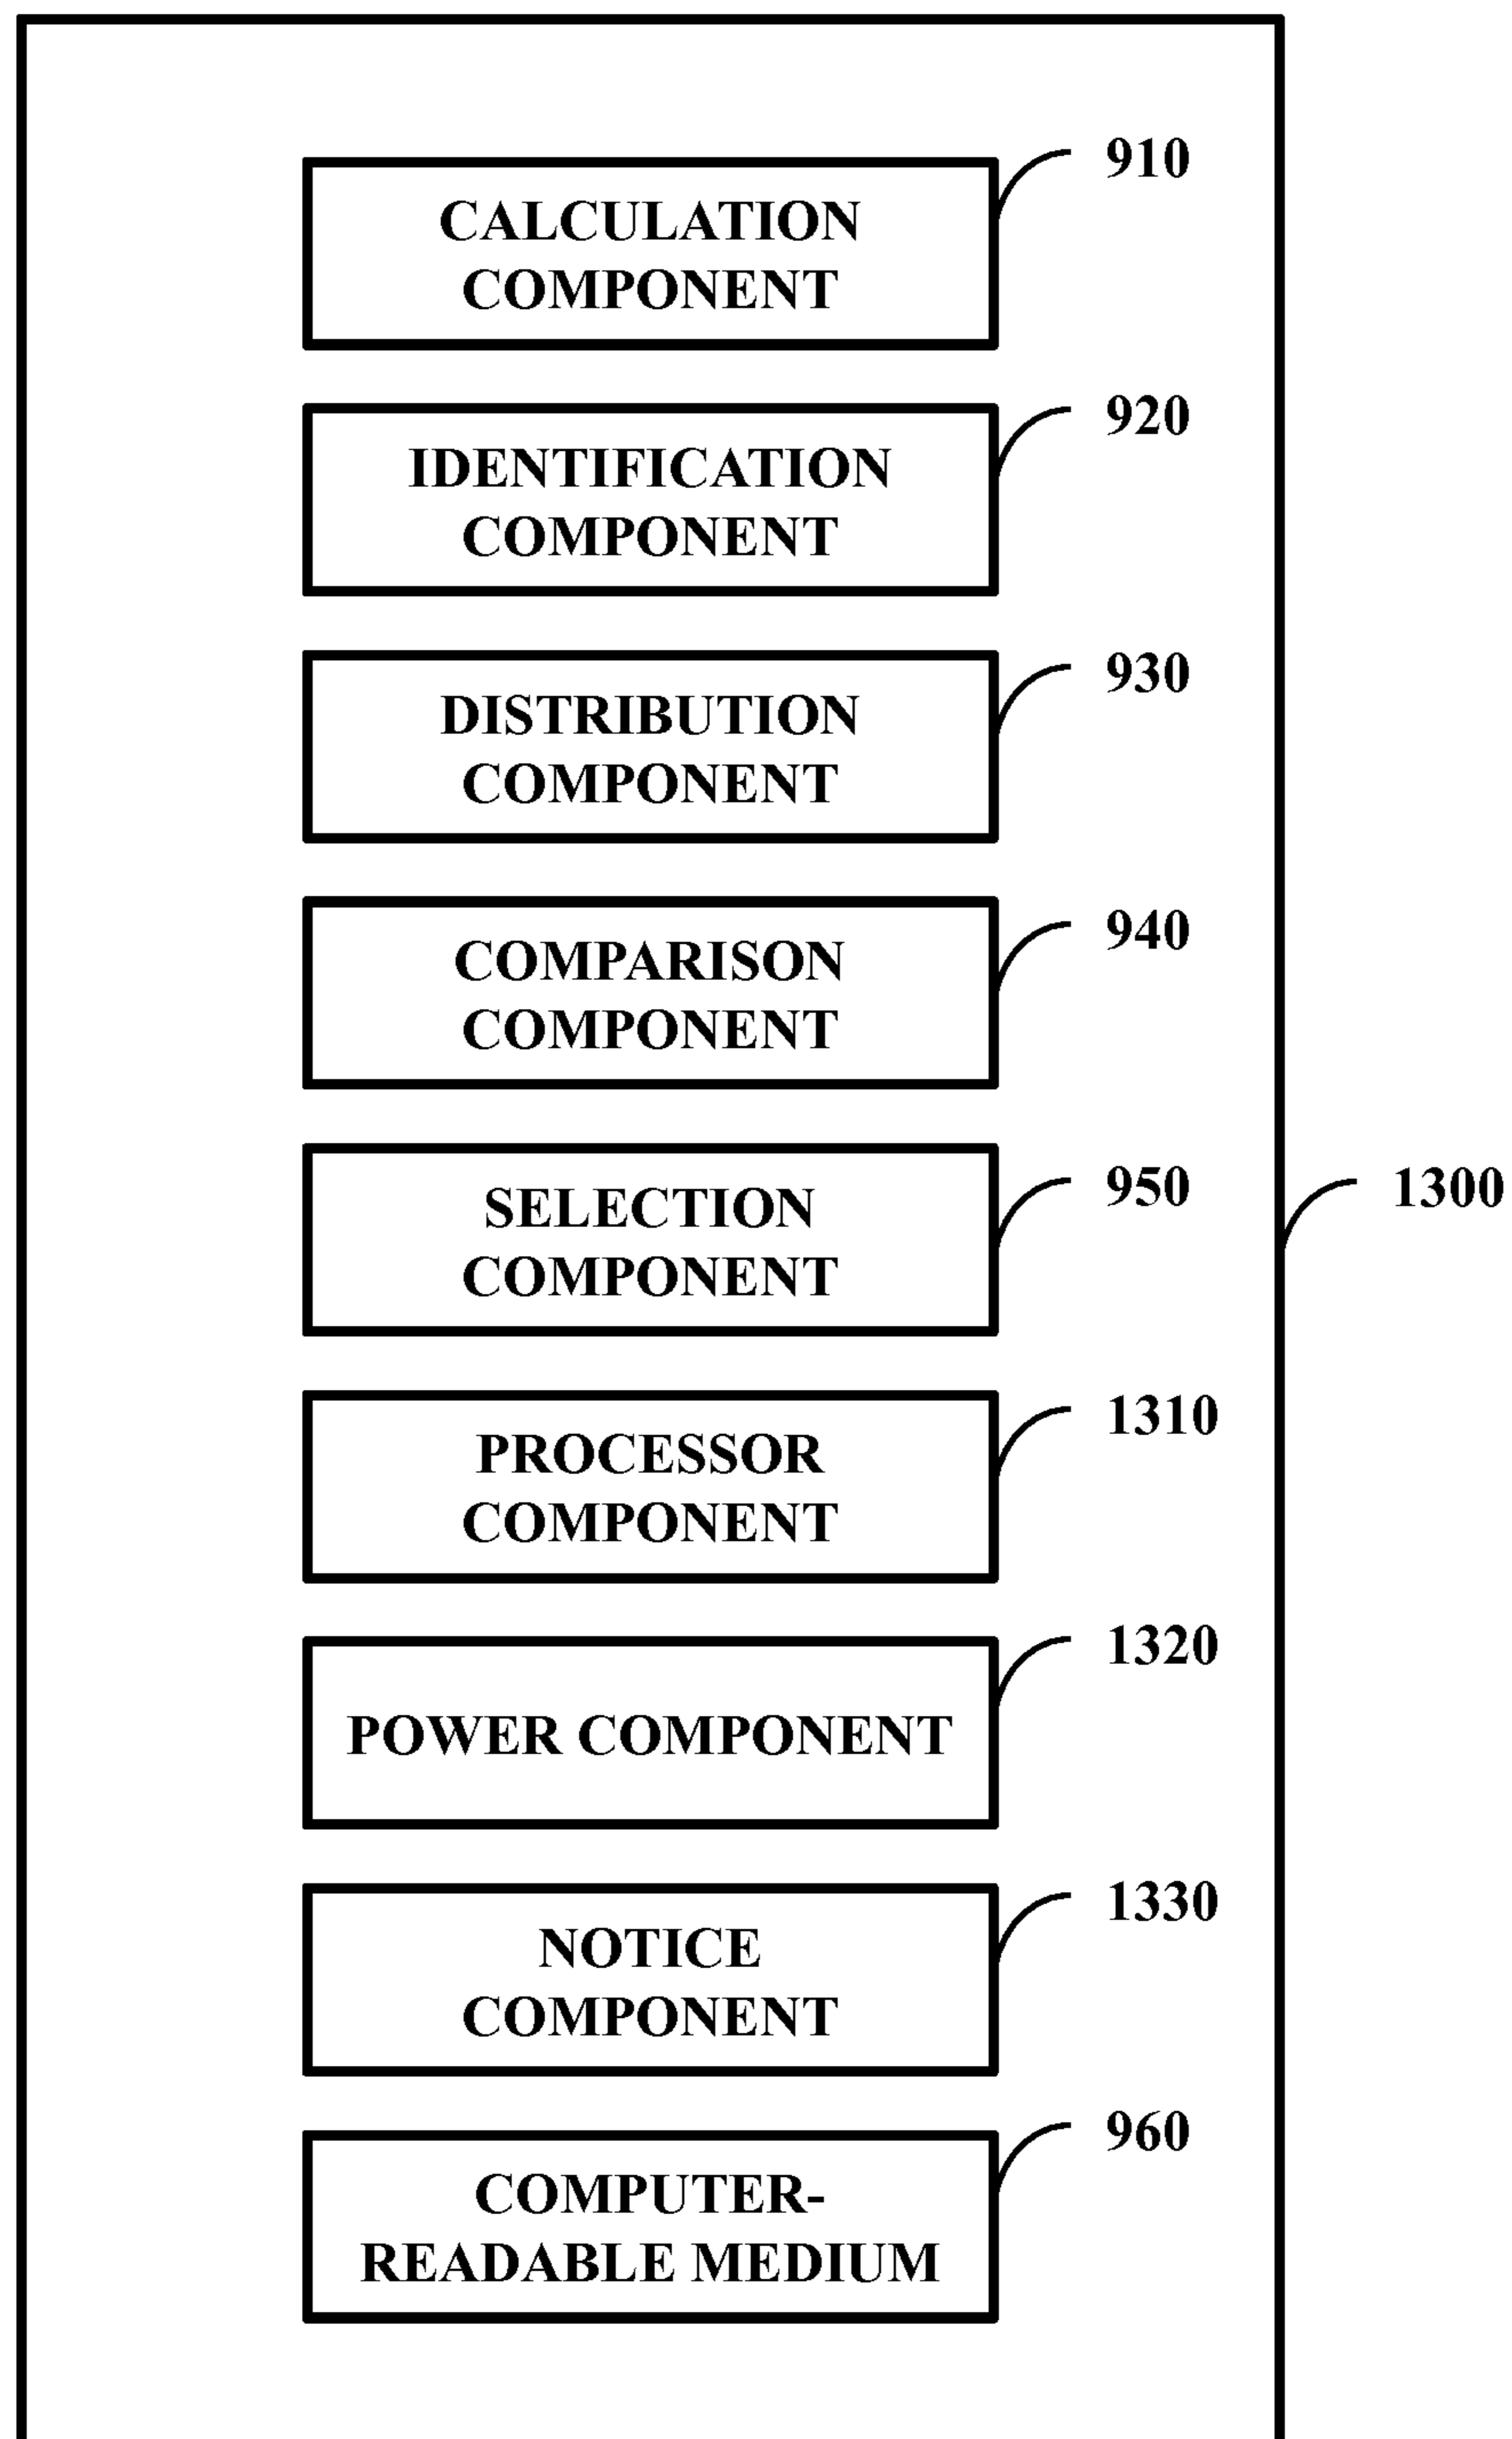 910
CALCULATION
COMPONENT
920
IDENTIFICATION
COMPONENT
930
DISTRIBUTION
COMPONENT
940
COMPARISON
COMPONENT
950
1300
SELECTION
COMPONENT
1310
PROCESSOR
COMPONENT
1320
POWER COMPONENT
1330
NOTICE
COMPONENT
960
COMPUTER-
READABLE MEDIUM